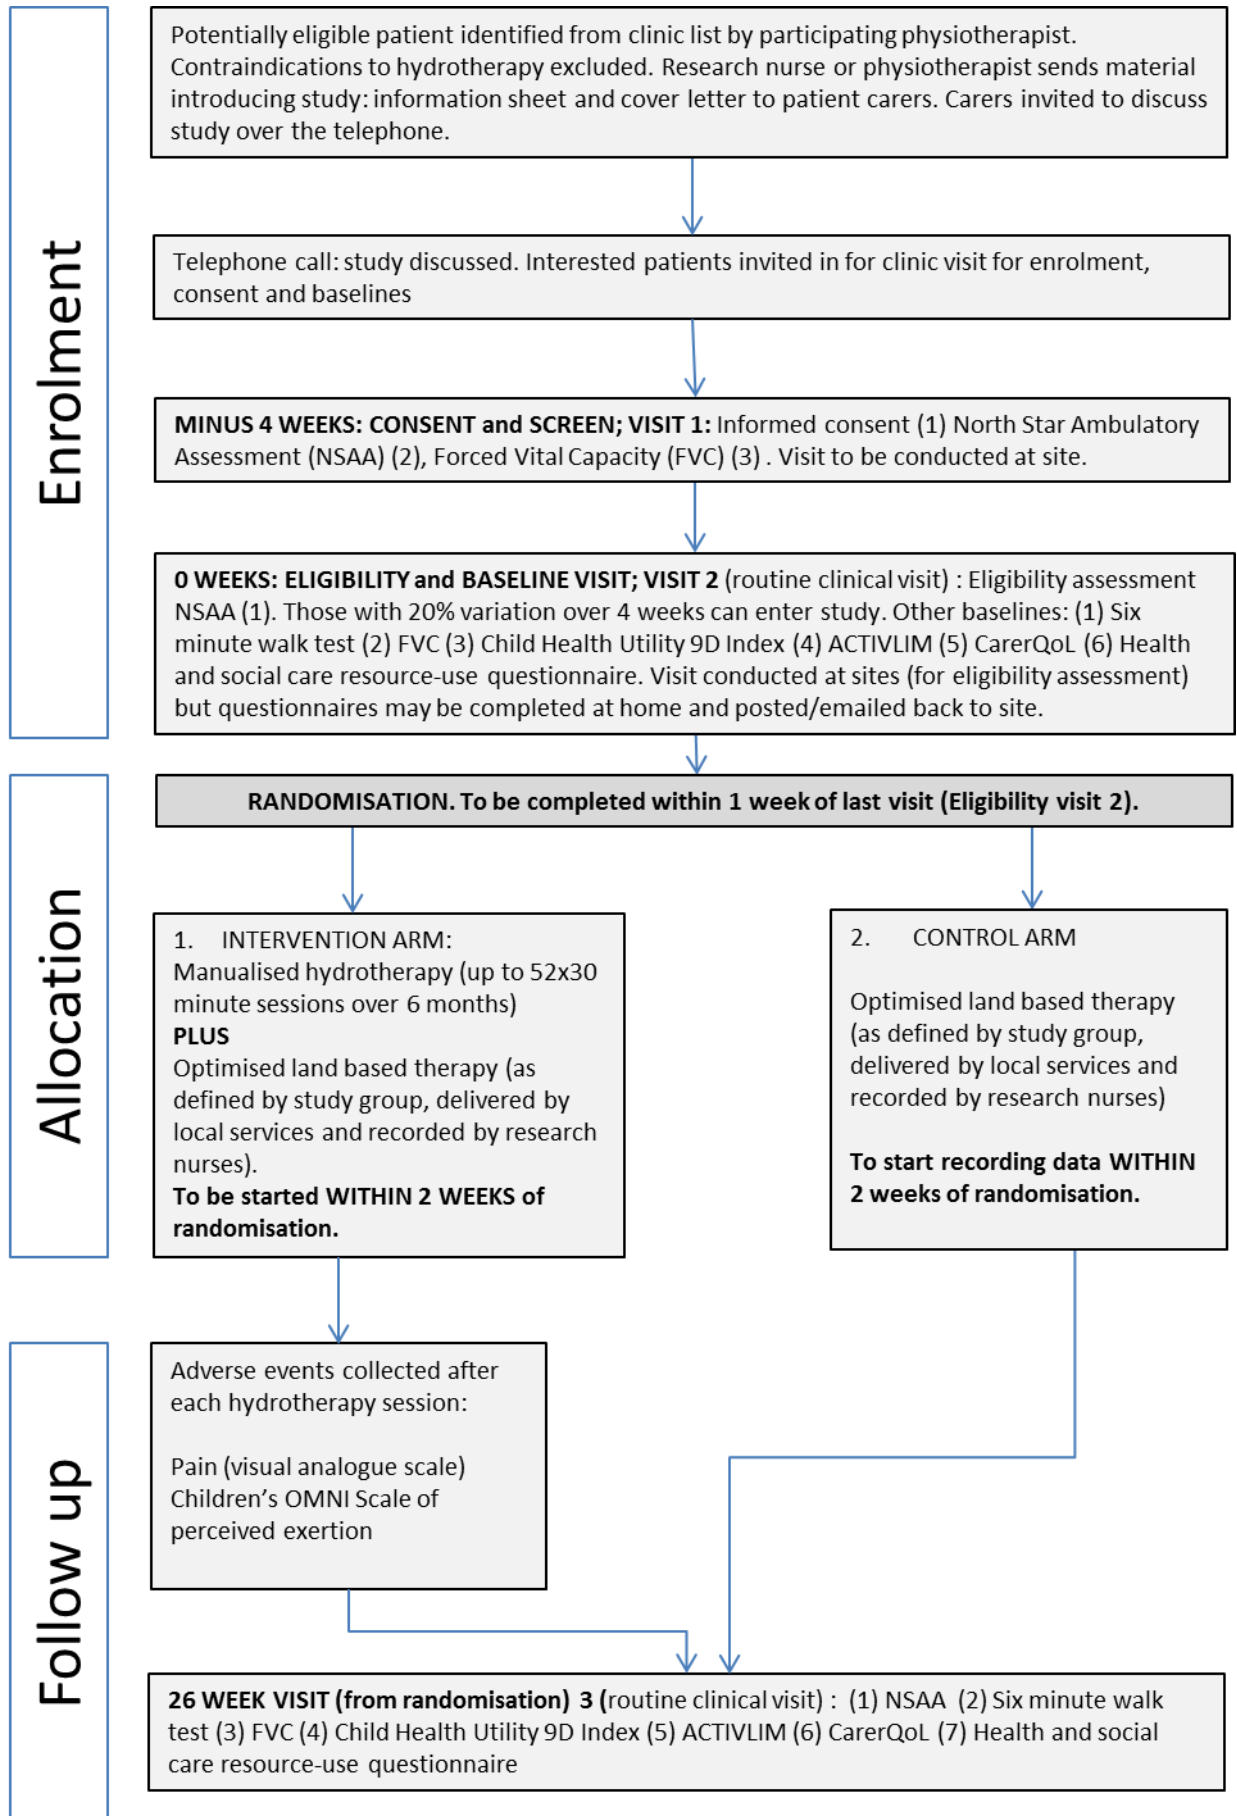 Enrolment
Potentially eligible patient identified from clinic list by participating physiotherapist.
Contraindications to hydrotherapy excluded. Research nurse or physiotherapist sends material
introducing study: information sheet and cover letter to patient carers. Carers invited to discuss
study over the telephone.
Telephone call: study discussed. Interested patients invited in for clinic visit for enrolment,
consent and baselines
MINUS 4 WEEKS: CONSENT and SCREEN; VISIT 1: Informed consent (1) North Star Ambulatory
Assessment (NSAA) (2), Forced Vital Capacity (FVC) (3) . Visit to be conducted at site.
0 WEEKS: ELIGIBILITY and BASELINE VISIT; VISIT 2 (routine clinical visit) : Eligibility assessment
NSAA (1). Those with 20% variation over 4 weeks can enter study. Other baselines: (1) Six
minute walk test (2) FVC (3) Child Health Utility 9D Index (4) ACTIVLIM (5) CarerQoL (6) Health
and social care resource-use questionnaire. Visit conducted at sites (for eligibility assessment)
but questionnaires may be completed at home and posted/emailed back to site.
Allocation
RANDOMISATION. To be completed within 1 week of last visit (Eligibility visit 2).
1. INTERVENTION ARM:
Manualised hydrotherapy (up to 52x30
minute sessions over 6 months)
PLUS
Optimised land based therapy (as
defined by study group, delivered by
local services and recorded by research
nurses).
To be started WITHIN 2 WEEKS of
randomisation.
2. CONTROL ARM
Optimised land based therapy
(as defined by study group,
delivered by local services and
recorded by research nurses)
To start recording data WITHIN
2 weeks of randomisation.
Follow up
Adverse events collected after
each hydrotherapy session:
Pain (visual analogue scale)
Children's OMNI Scale of
perceived exertion
26 WEEK VISIT (from randomisation) 3 (routine clinical visit) : (1) NSAA (2) Six minute walk
test (3) FVC (4) Child Health Utility 9D Index (5) ACTIVLIM (6) CarerQoL (7) Health and social
care resource-use questionnaire